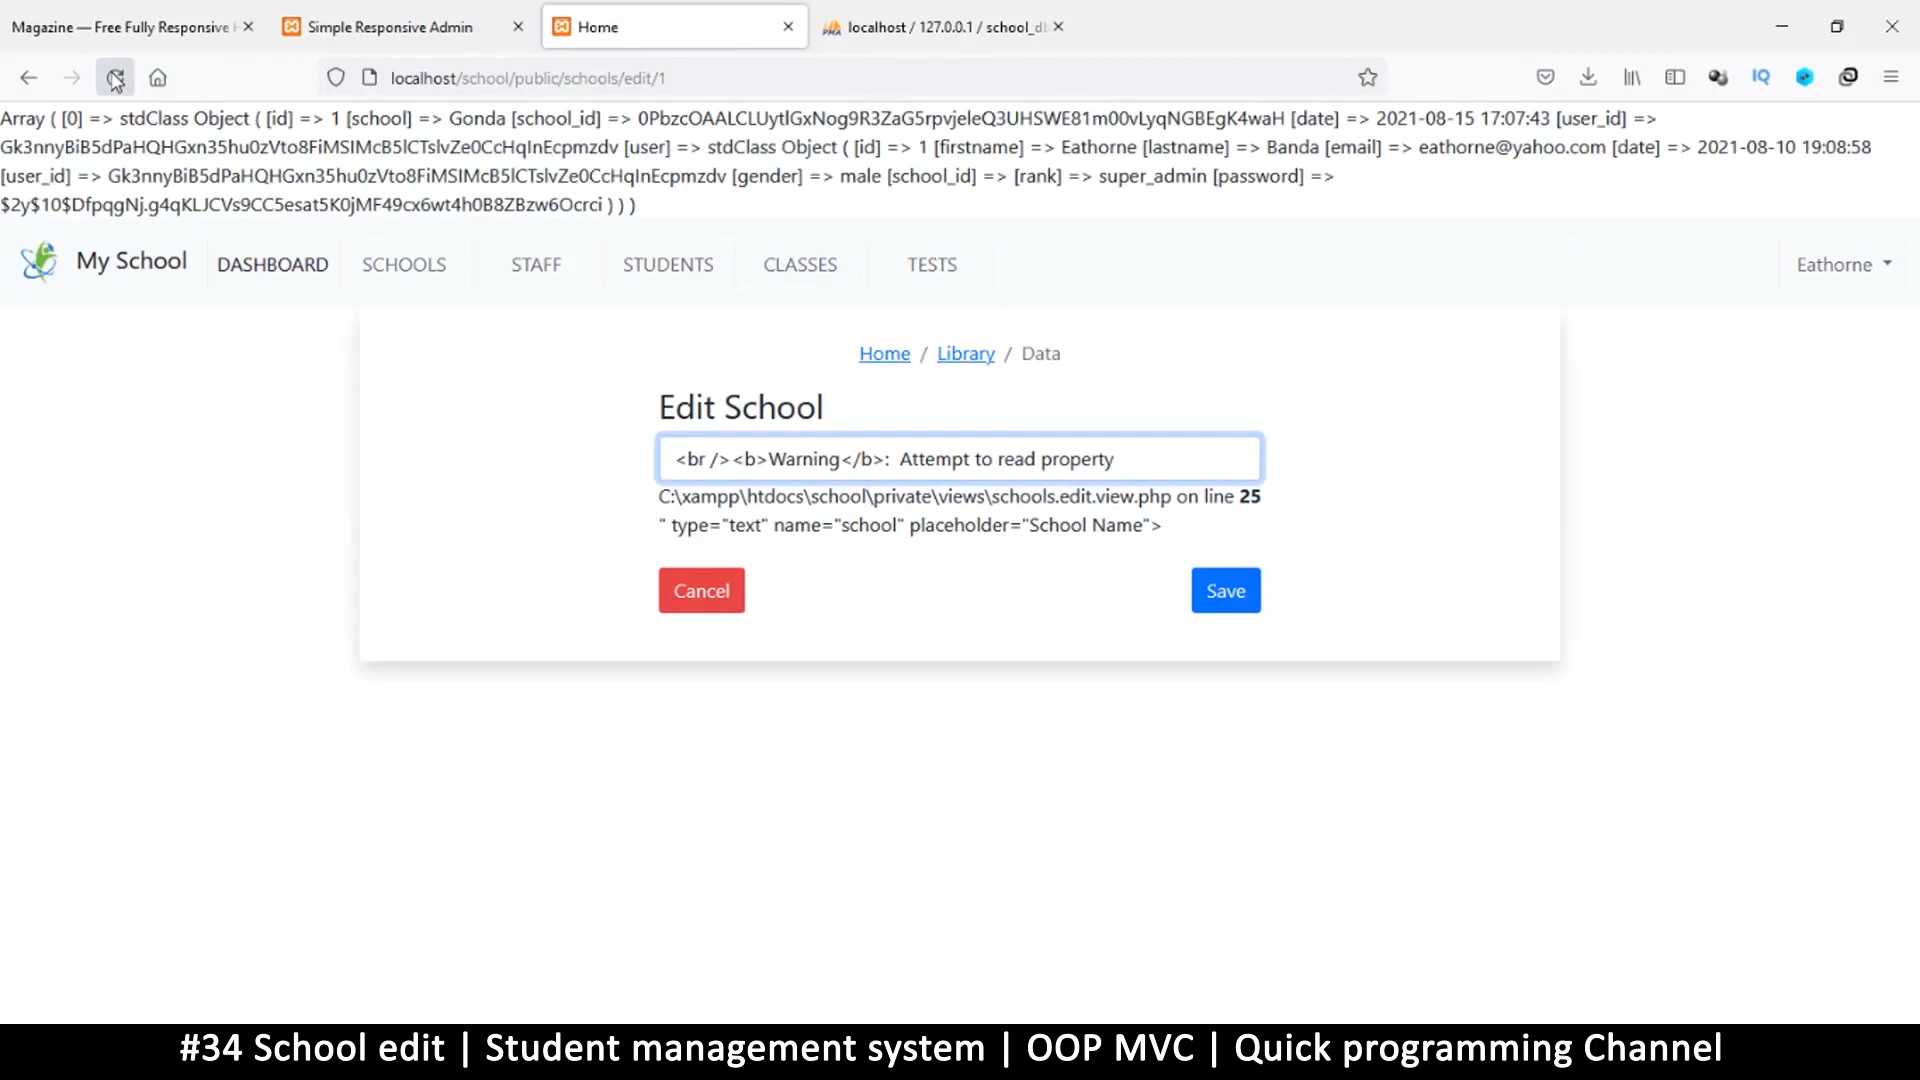 Magazine — Free Fully Responsive H
Simple Responsive Admin
Home
localhost / 127.0.0.1 / school_db
localhost/school/public/schools/edit/1
IQ
Array ( [0] => stdClass Object ( [id] => 1 [school] => Gonda [school_id] => 0PbzcOAALCLUytlGxNog9R3ZaG5rpvjeleQ3UHSWE81m00vLyqNGBEgK4waH [date] => 2021-08-15 17:07:43 [user_id] =>
Gk3nnyBiB5dPaHQHGxn35hu0zVto8FiMSIMcB5lCTslvZe0CcHqInEcpmzdv [user] => stdClass Object ( [id] => 1 [firstname] => Eathorne [lastname] => Banda [email] => eathorne@yahoo.com [date] => 2021-08-10 19:08:58
[user_id] => Gk3nnyBiB5dPaHQHGxn35hu0zVto8FiMSIMcB5lCTslvZe0CcHqInEcpmzdv [gender] => male [school_id] => [rank] => super_admin [password] =>
$2y$10$DfpqgNj.g4qKLJCVs9CC5esat5K0jMF49cx6wt4h0B8ZBzw6Ocrci ) ) )
My School DASHBOARD SCHOOLS STAFF STUDENTS CLASSES TESTS Eathorne
Home / Library / Data
Edit School
<br /><b>Warning</b>:  Attempt to read property
C:\xampp\htdocs\school\private\views\schools.edit.view.php on line 25
" type="text" name="school" placeholder="School Name">
Cancel
Save
#34 School edit | Student management system | OOP MVC | Quick programming Channel